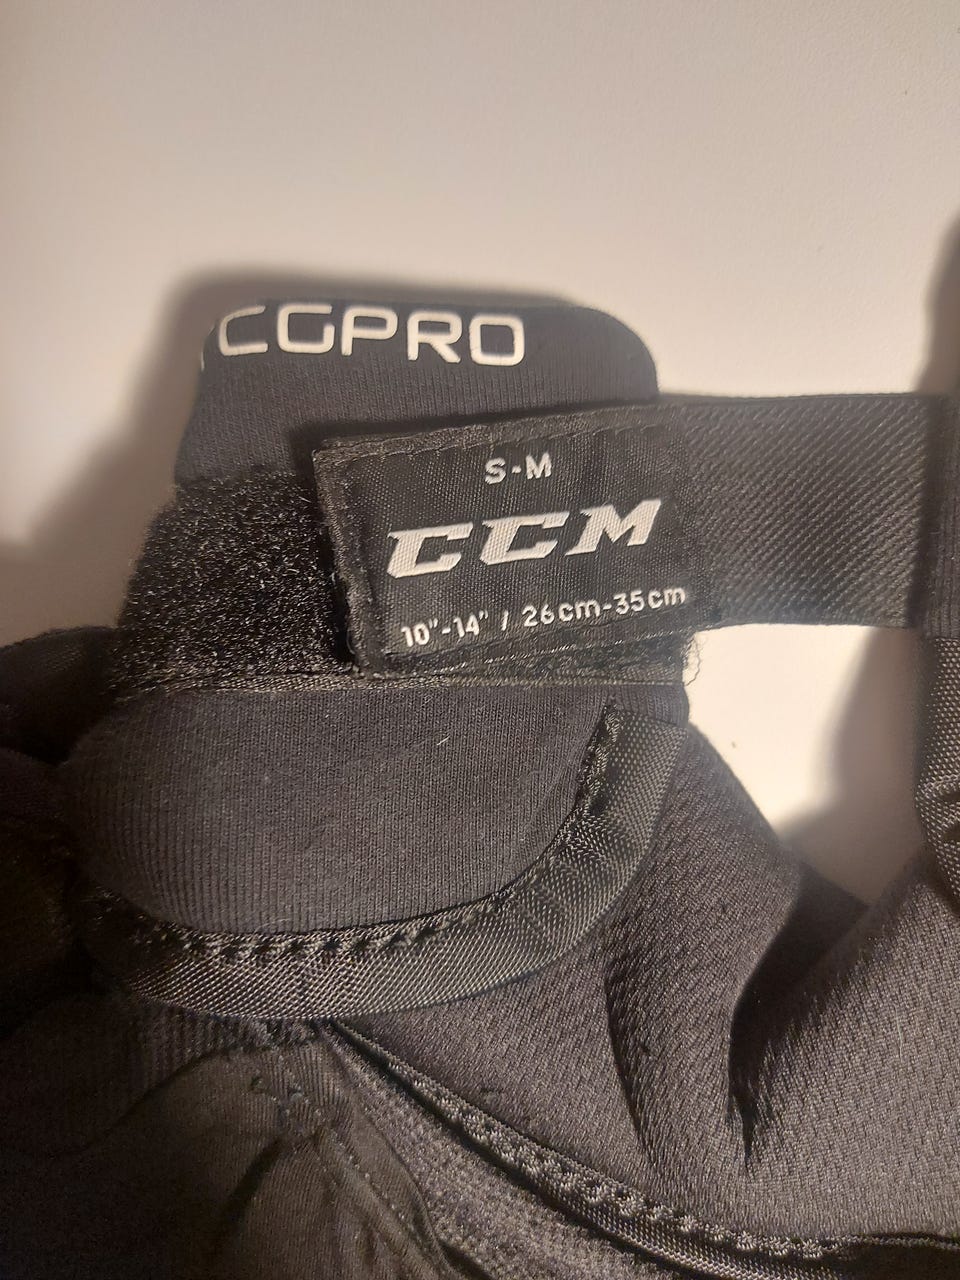 CGPRO
S-M
CCM
10"-14" / 26cm-35cm